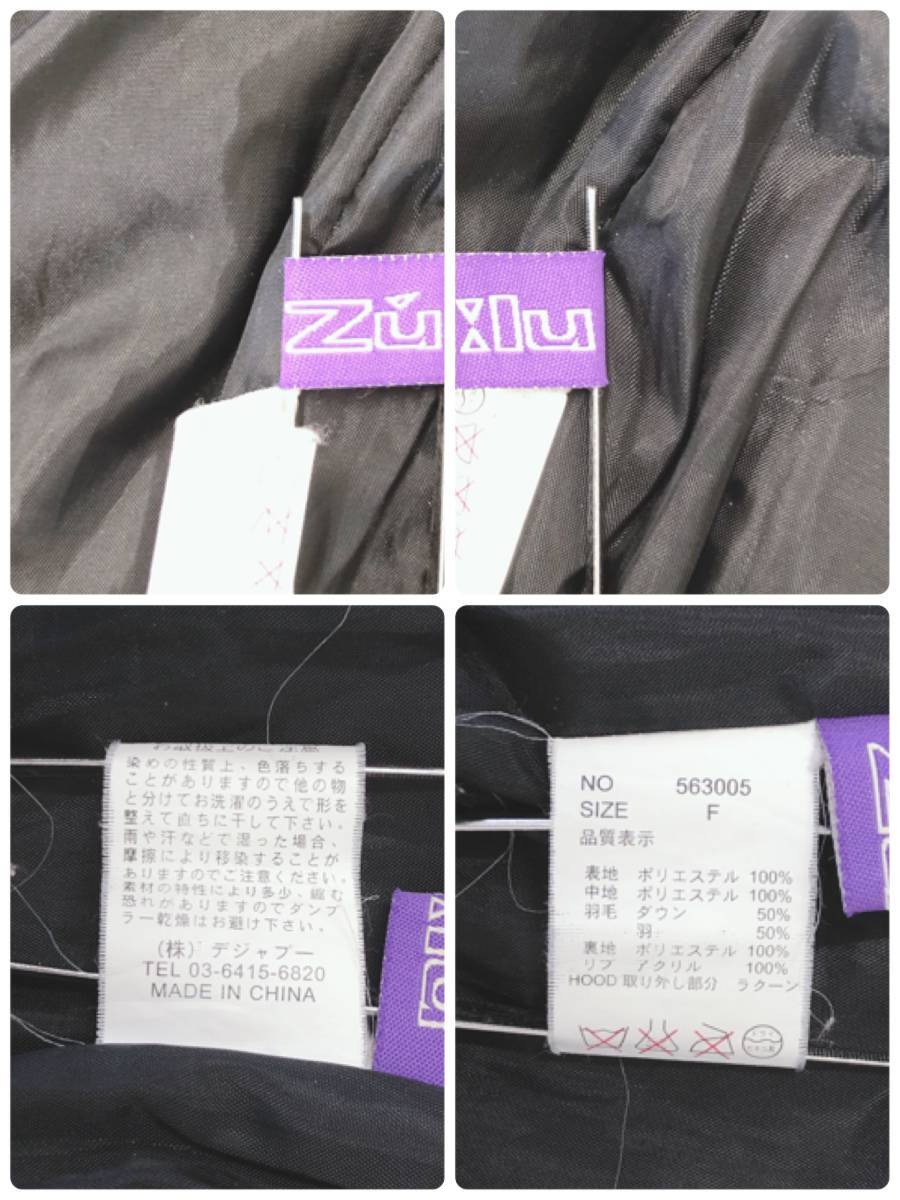 Zú
lu
お取扱上のご注意
染めの性質上、色落ちする
ことがありますので他の物
と分けてお洗濯のうえで形を
整えて直ちに干して下さい。
雨や汗などで湿った場合、
摩擦により移染することが
ありますのでご注意ください。
素材の特性により多少、縮む
恐れがありますのでタンブ
ラー乾燥はお避け下さい。
(株) デジャブー
TEL 03-6415-6820
MADE IN CHINA
NO 563005
SIZE F
品質表示
表地 ポリエステル 100%
中地 ポリエステル 100%
羽毛 ダウン 50%
羽 50%
裏地 ポリエステル 100%
リブ アクリル 100%
HOOD 取り外し部分 ラクーン